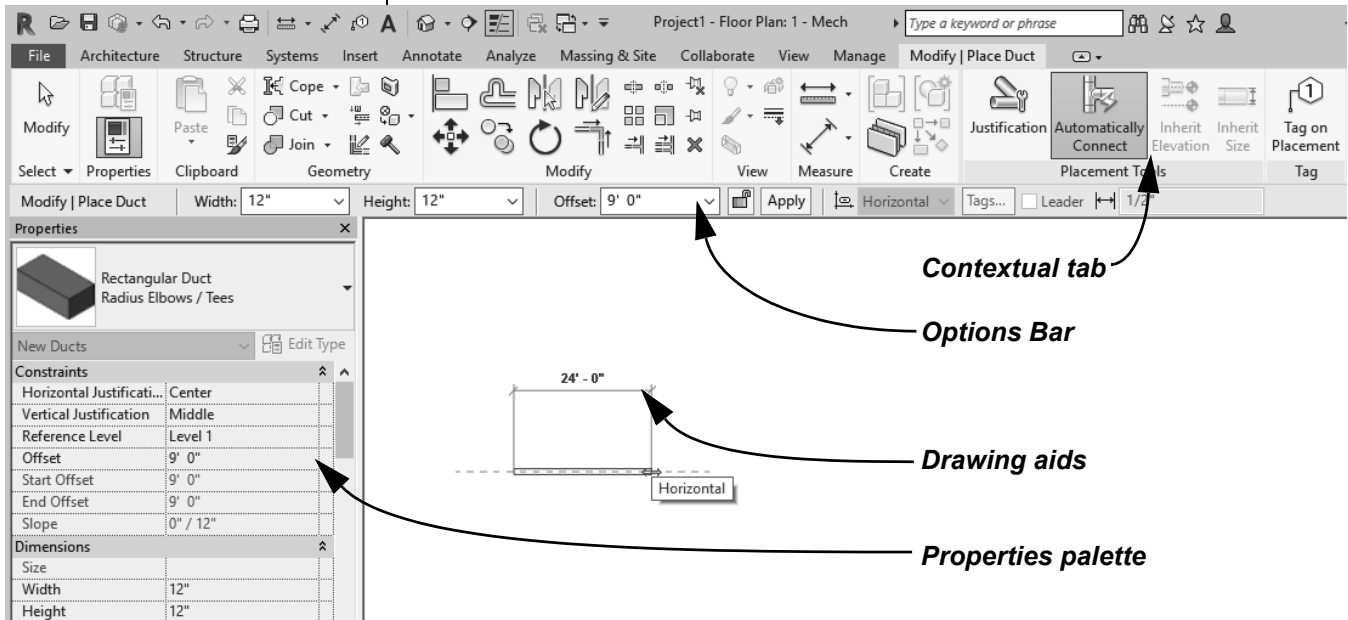 R A Project1 - Floor Plan: 1 - Mech Type a keyword or phrase
File Architecture Structure Systems Insert Annotate Analyze Massing & Site Collaborate View Manage Modify | Place Duct
Modify Paste Cope Cut Join Justification Automatically Connect Inherit Elevation Inherit Size 1 Tag on Placement
Select Properties Clipboard Geometry Modify View Measure Create Placement Tools Tag
Modify | Place Duct Width: 12" Height: 12" Offset: 9' 0" Apply Horizontal Tags... Leader 1/2"
Properties
Rectangular Duct
Radius Elbows / Tees
New Ducts Edit Type
Constraints
Horizontal Justificati... Center
Vertical Justification Middle
Reference Level Level 1
Offset 9' 0"
Start Offset 9' 0"
End Offset 9' 0"
Slope 0" / 12"
Dimensions
Size
Width 12"
Height 12"
24' - 0"
Horizontal
Contextual tab
Options Bar
Drawing aids
Properties palette